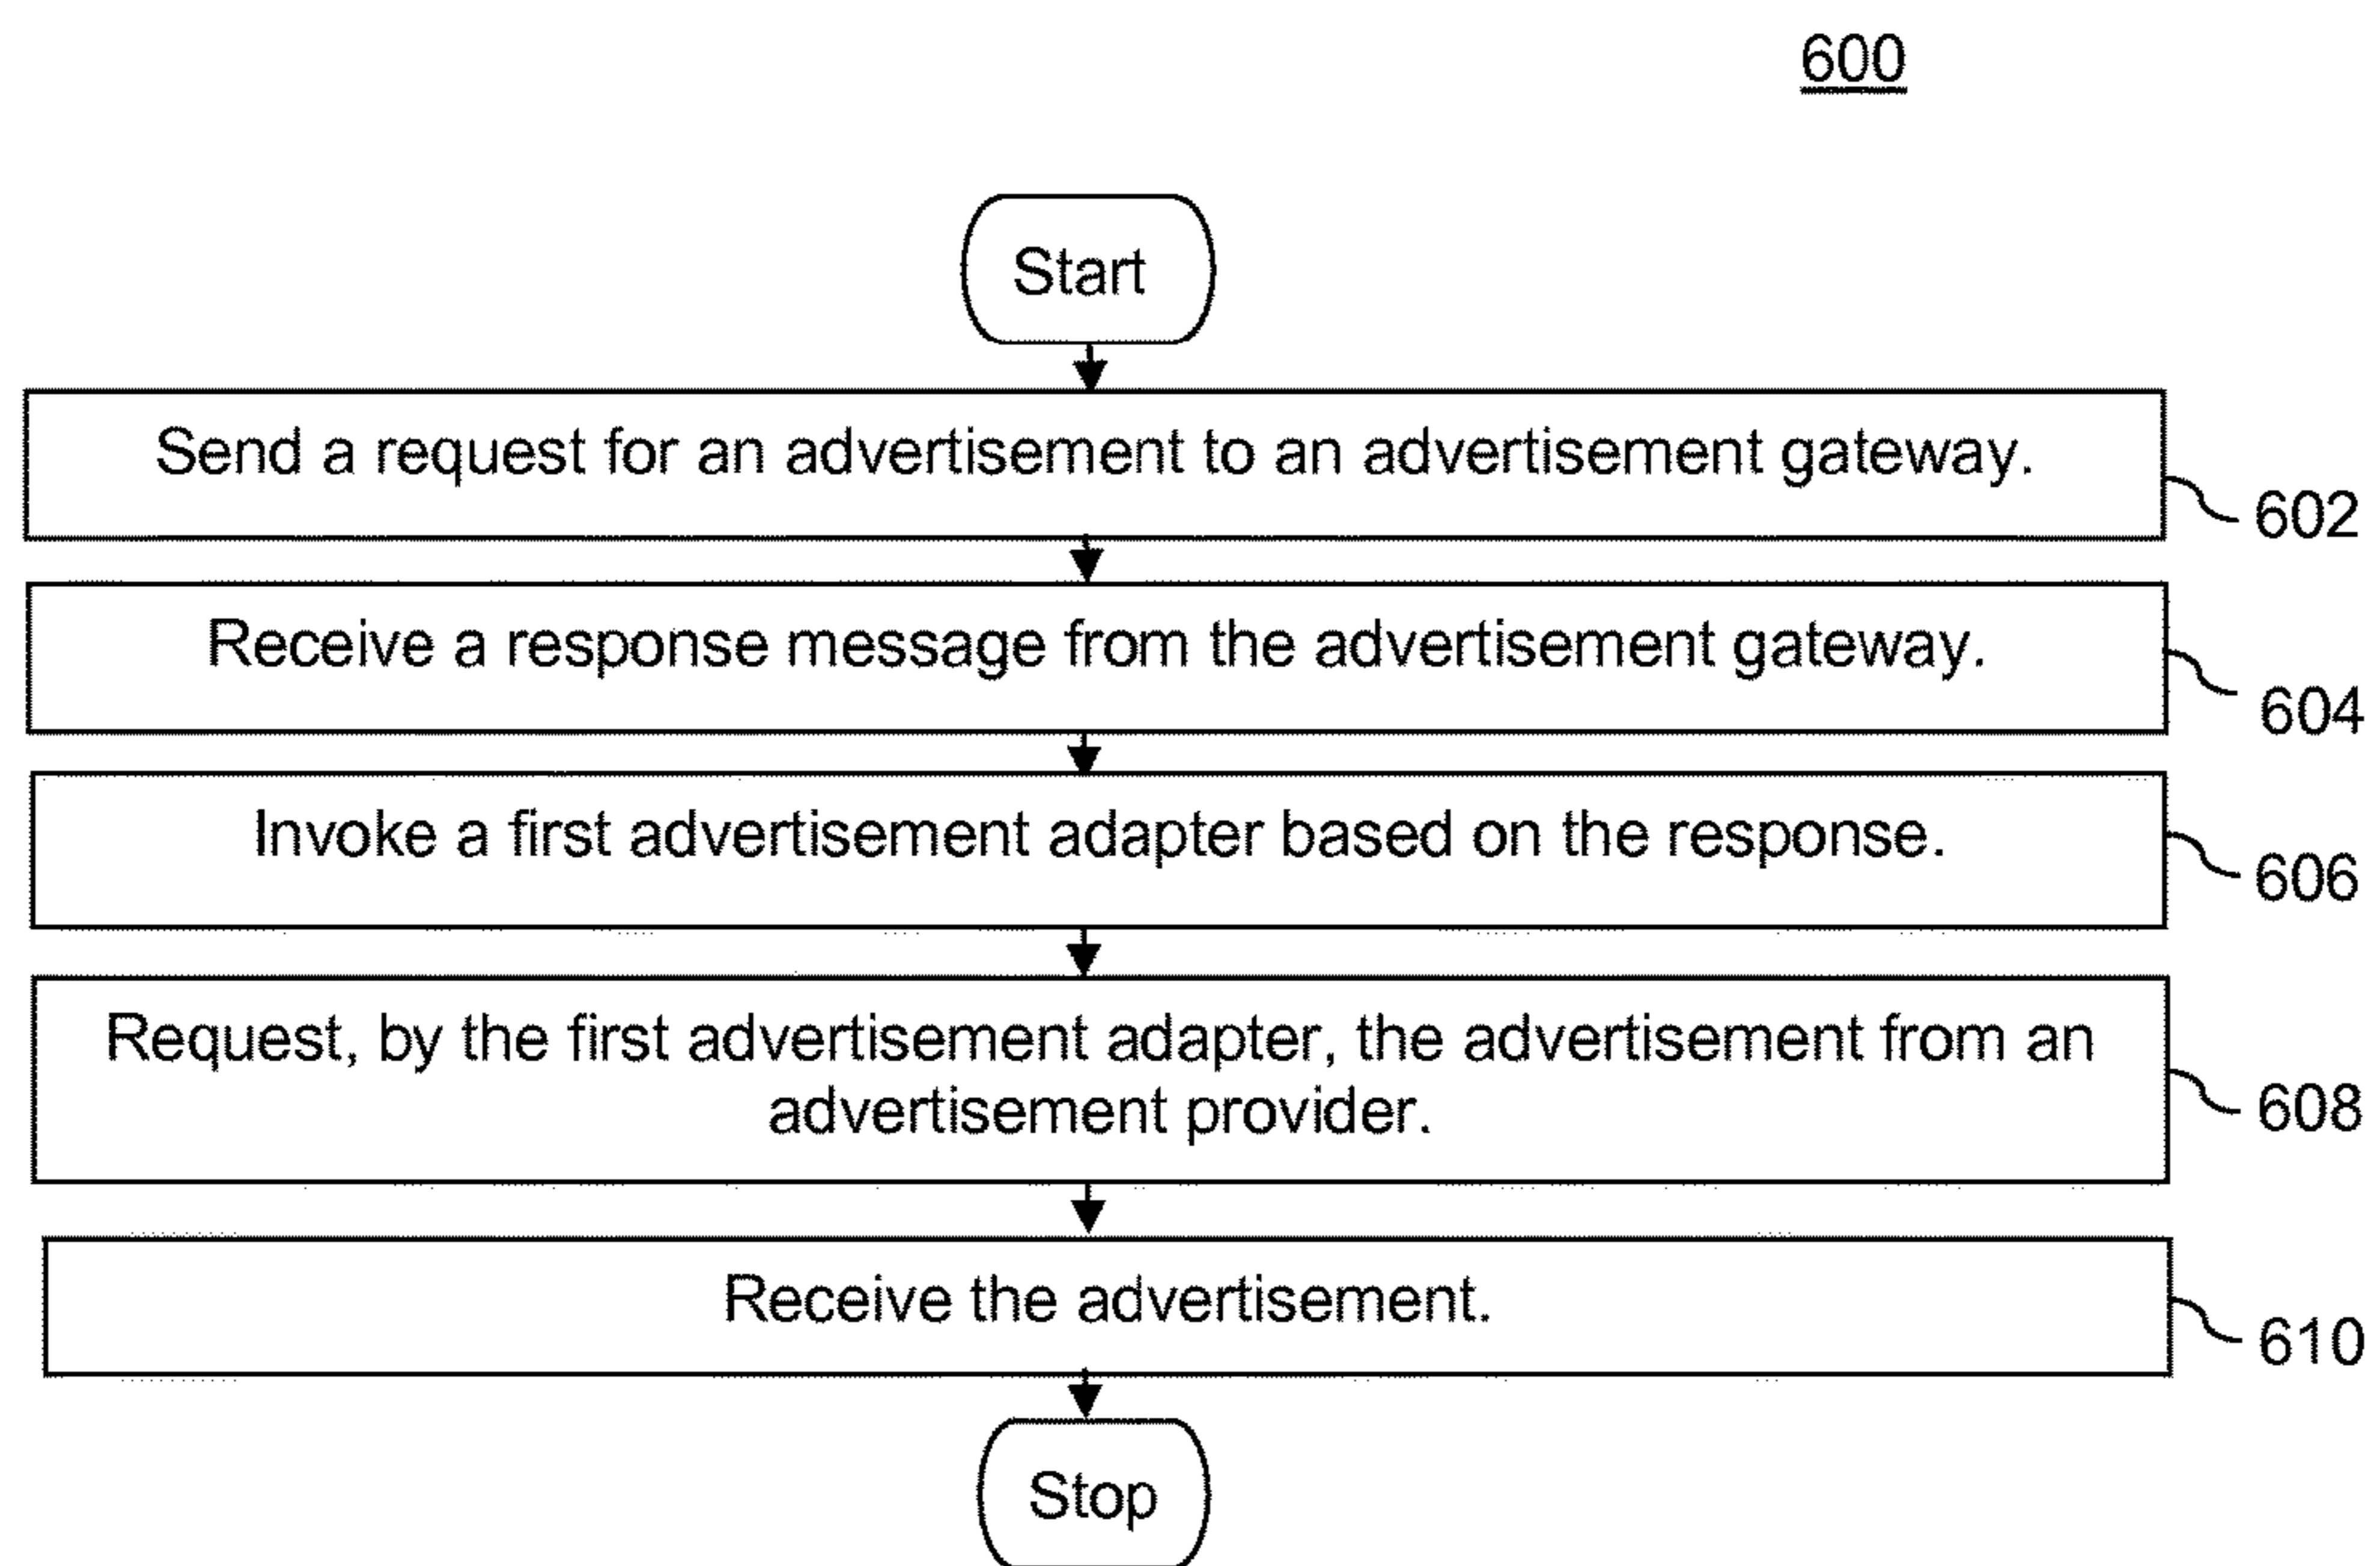 600
Start
Send a request for an advertisement to an advertisement gateway.
602
Receive a response message from the advertisement gateway.
604
Invoke a first advertisement adapter based on the response.
606
Request, by the first advertisement adapter, the advertisement from an
advertisement provider.
608
Receive the advertisement.
610
Stop